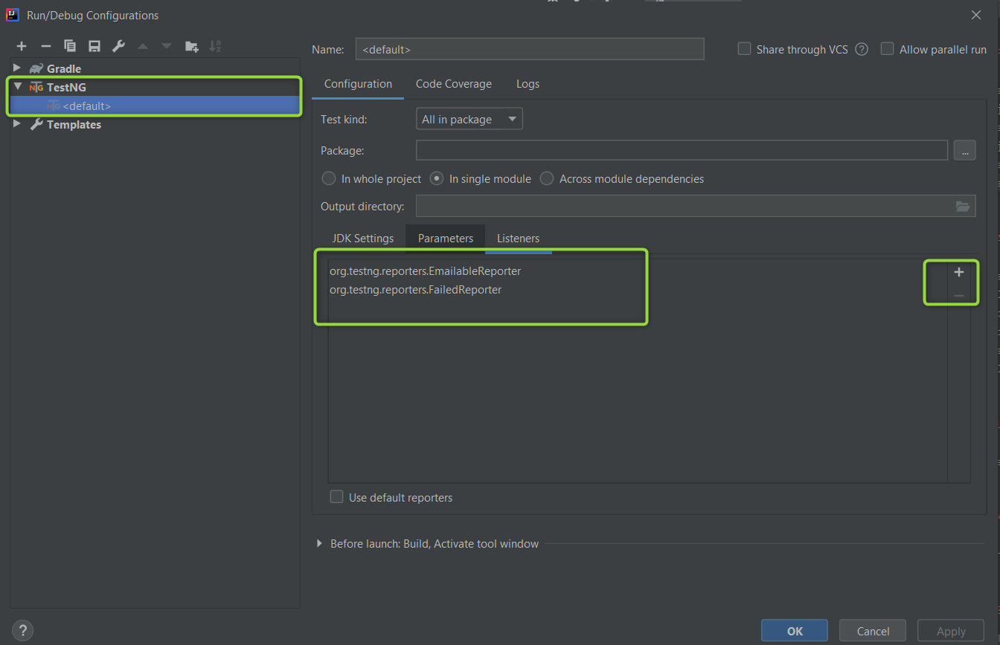 Run/Debug Configurations
Name: <default> Share through VCS ? Allow parallel run
Gradle
TestNG
<default>
Templates
Configuration Code Coverage Logs
Test kind: All in package
Package: ...
In whole project In single module Across module dependencies
Output directory:
JDK Settings Parameters Listeners
org.testng.reporters.EmailableReporter
org.testng.reporters.FailedReporter
Use default reporters
Before launch: Build, Activate tool window
? OK Cancel Apply